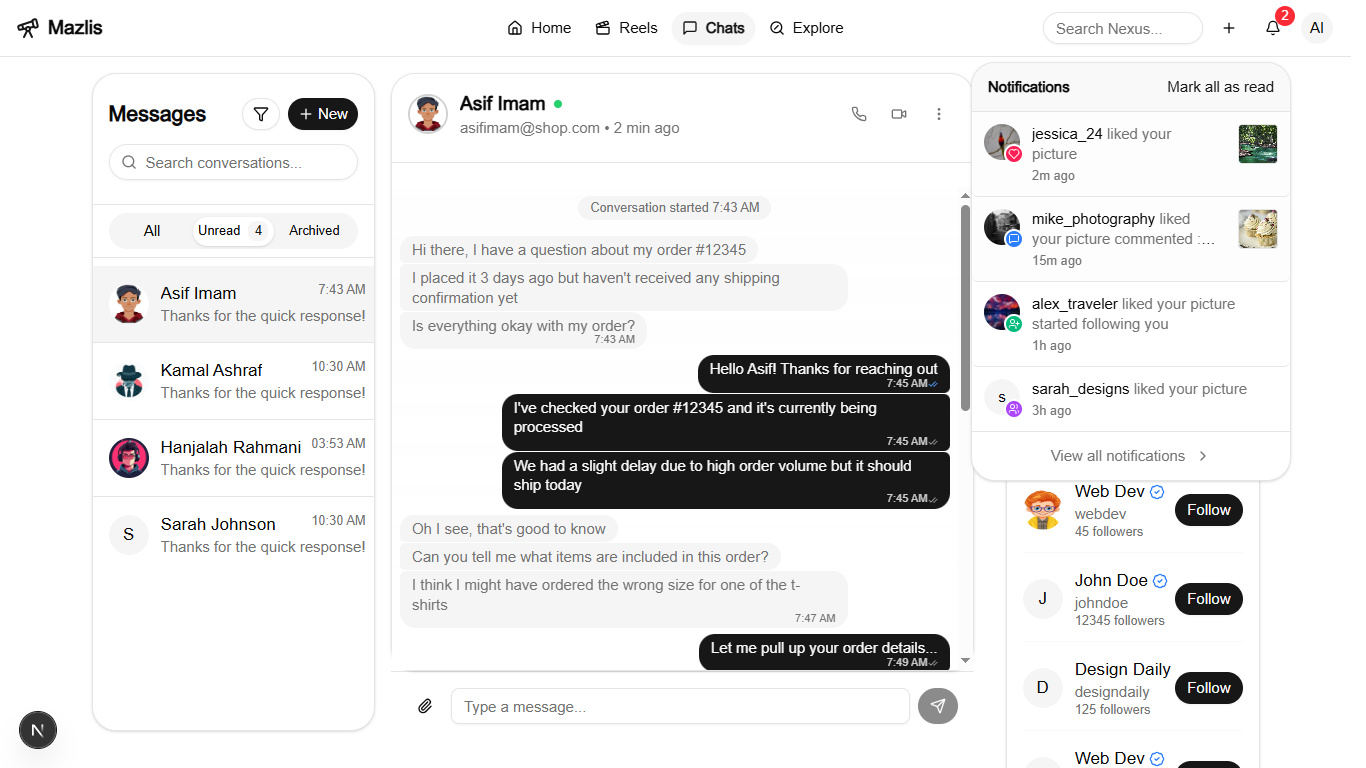 Mazlis
Home
Reels
Chats
Explore
Search Nexus...
2
AI
Messages
New
Search conversations...
All
Unread 4
Archived
Asif Imam 7:43 AM
Thanks for the quick response!
Kamal Ashraf 10:30 AM
Thanks for the quick response!
Hanjalah Rahmani 03:53 AM
Thanks for the quick response!
S
Sarah Johnson 10:30 AM
Thanks for the quick response!
N
Asif Imam
asifimam@shop.com • 2 min ago
Conversation started 7:43 AM
Hi there, I have a question about my order #12345
I placed it 3 days ago but haven't received any shipping
confirmation yet
Is everything okay with my order?
7:43 AM
Hello Asif! Thanks for reaching out
7:45 AM
I've checked your order #12345 and it's currently being
processed
7:45 AM
We had a slight delay due to high order volume but it should
ship today
7:45 AM
Oh I see, that's good to know
Can you tell me what items are included in this order?
I think I might have ordered the wrong size for one of the t-
shirts
7:47 AM
Let me pull up your order details...
7:49 AM
Type a message...
Notifications
Mark all as read
jessica_24 liked your
picture
2m ago
mike_photography liked
your picture commented :...
15m ago
alex_traveler liked your picture
started following you
1h ago
s
sarah_designs liked your picture
3h ago
View all notifications
Web Dev
webdev
45 followers
Follow
J
John Doe
johndoe
12345 followers
Follow
D
Design Daily
designdaily
125 followers
Follow
Web Dev